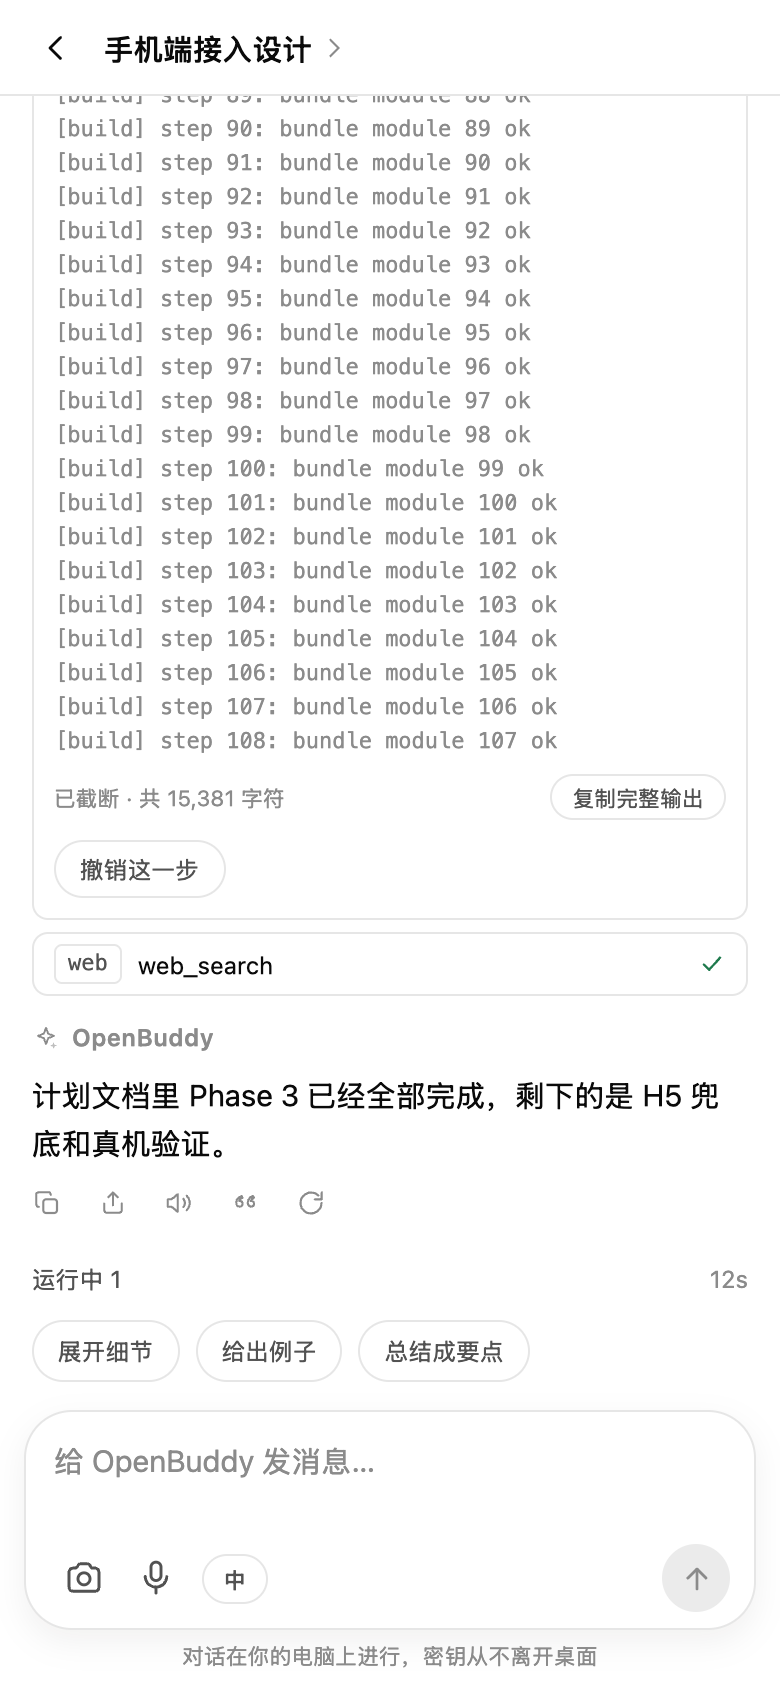 手机端接入设计
[build] step 89: bundle module 88 ok
[build] step 90: bundle module 89 ok
[build] step 91: bundle module 90 ok
[build] step 92: bundle module 91 ok
[build] step 93: bundle module 92 ok
[build] step 94: bundle module 93 ok
[build] step 95: bundle module 94 ok
[build] step 96: bundle module 95 ok
[build] step 97: bundle module 96 ok
[build] step 98: bundle module 97 ok
[build] step 99: bundle module 98 ok
[build] step 100: bundle module 99 ok
[build] step 101: bundle module 100 ok
[build] step 102: bundle module 101 ok
[build] step 103: bundle module 102 ok
[build] step 104: bundle module 103 ok
[build] step 105: bundle module 104 ok
[build] step 106: bundle module 105 ok
[build] step 107: bundle module 106 ok
[build] step 108: bundle module 107 ok
已截断 · 共 15,381 字符 复制完整输出
撤销这一步
web web_search
OpenBuddy
计划文档里 Phase 3 已经全部完成，剩下的是 H5 兜
底和真机验证。
运行中 1 12s
展开细节 给出例子 总结成要点
给 OpenBuddy 发消息...
中
对话在你的电脑上进行，密钥从不离开桌面